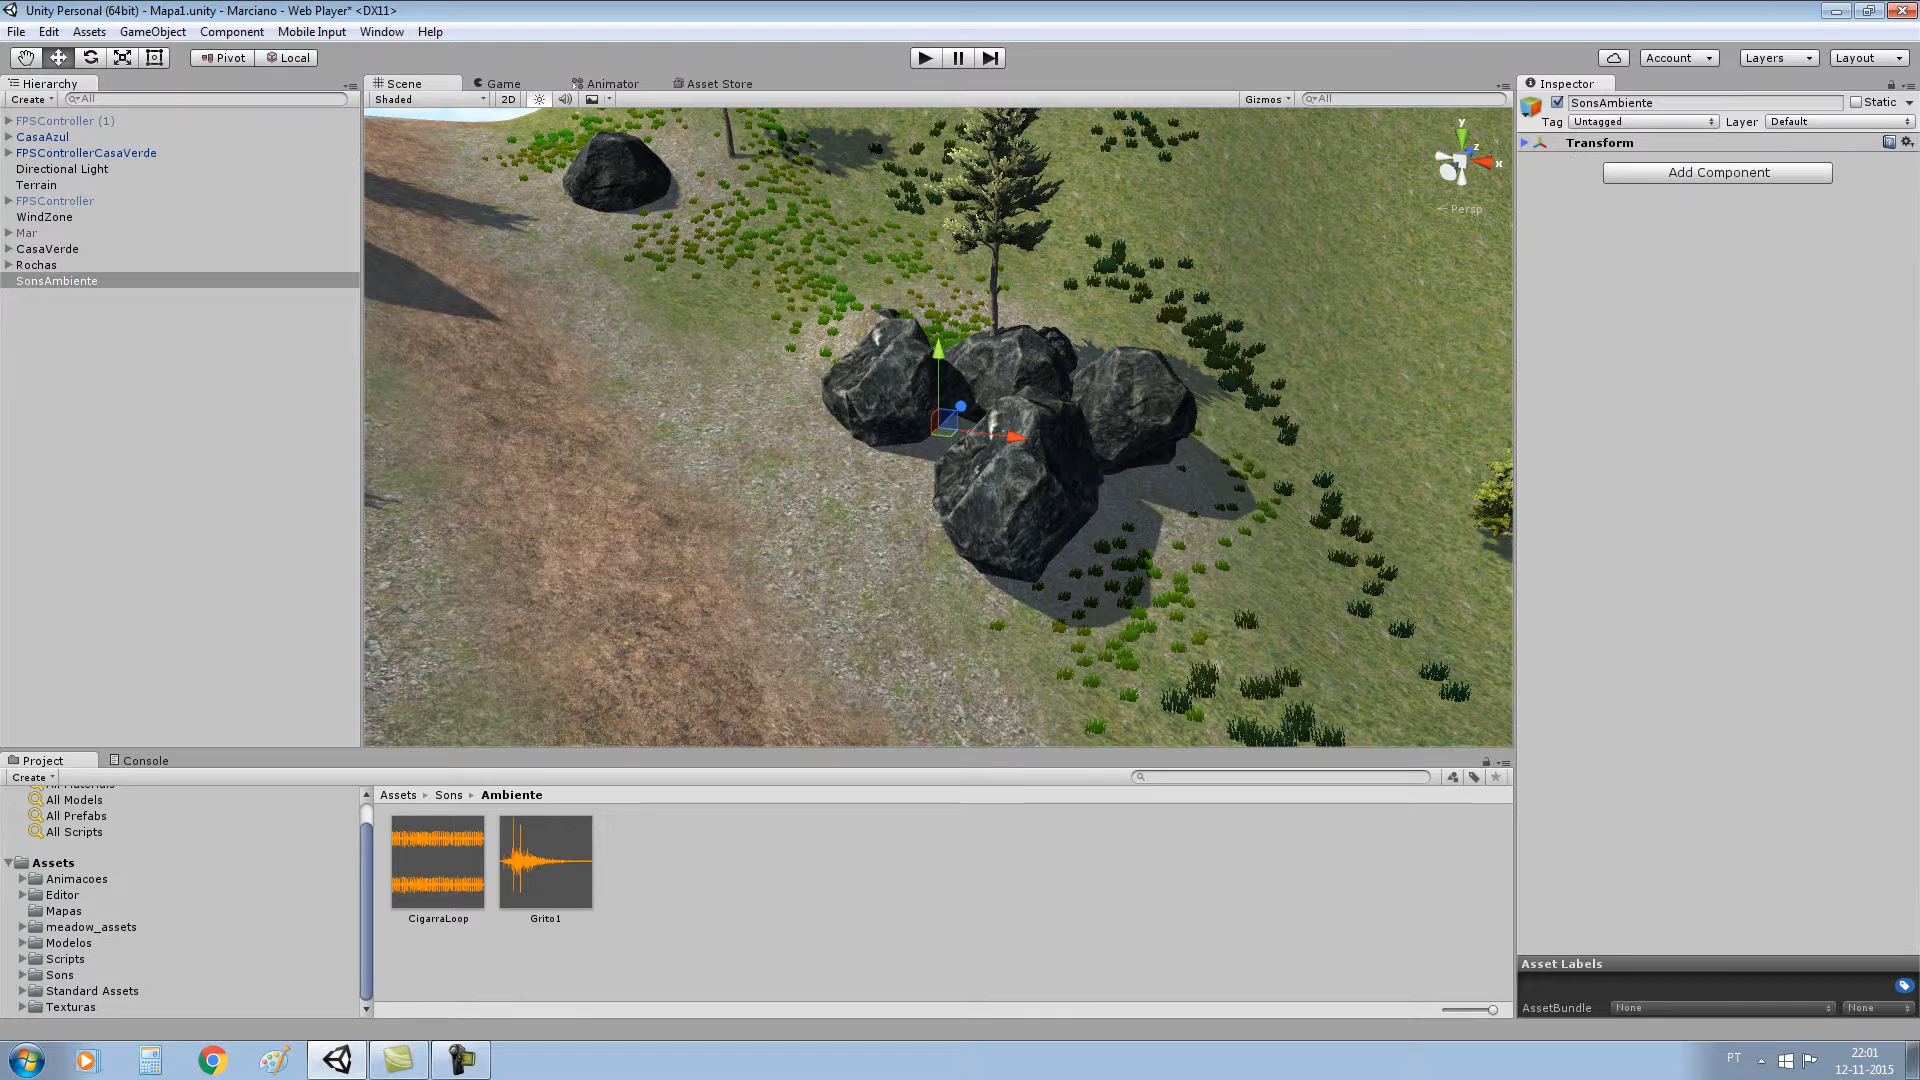 Unity Personal (64bit) - Mapa1.unity - Marciano - Web Player* <DX11>
File Edit Assets GameObject Component Mobile Input Window Help
Pivot Local Account Layers Layout
Hierarchy
Create All
FPSController (1)
CasaAzul
FPSControllerCasaVerde
Directional Light
Terrain
FPSController
WindZone
Mar
CasaVerde
Rochas
SonsAmbiente
Scene Game Animator Asset Store
Shaded 2D Gizmos All
y
z
x
Persp
Inspector
SonsAmbiente Static
Tag Untagged Layer Default
Transform
Add Component
Project Console
Create
All Materials
All Models
All Prefabs
All Scripts
Assets
Animacoes
Editor
Mapas
meadow_assets
Modelos
Scripts
Sons
Standard Assets
Texturas
Assets Sons Ambiente
CigarraLoop Grito1
Asset Labels
AssetBundle None None
PT
22:01
12-11-2015